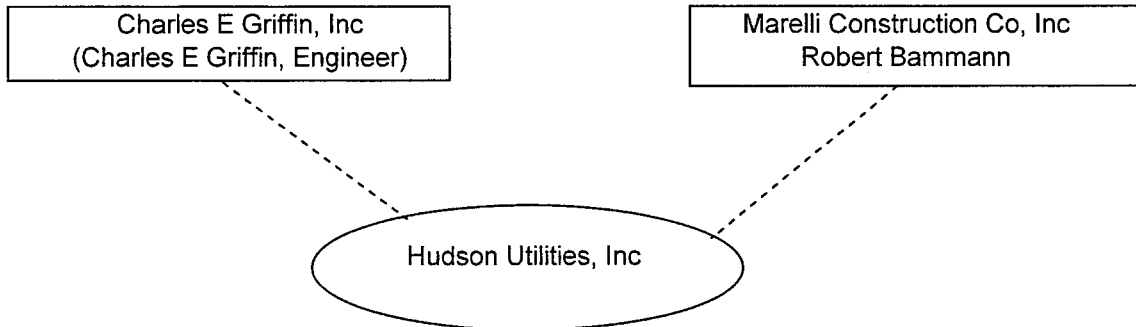 Charles E Griffin, Inc
(Charles E Griffin, Engineer)
Marelli Construction Co, Inc
Robert Bammann
Hudson Utilities, Inc